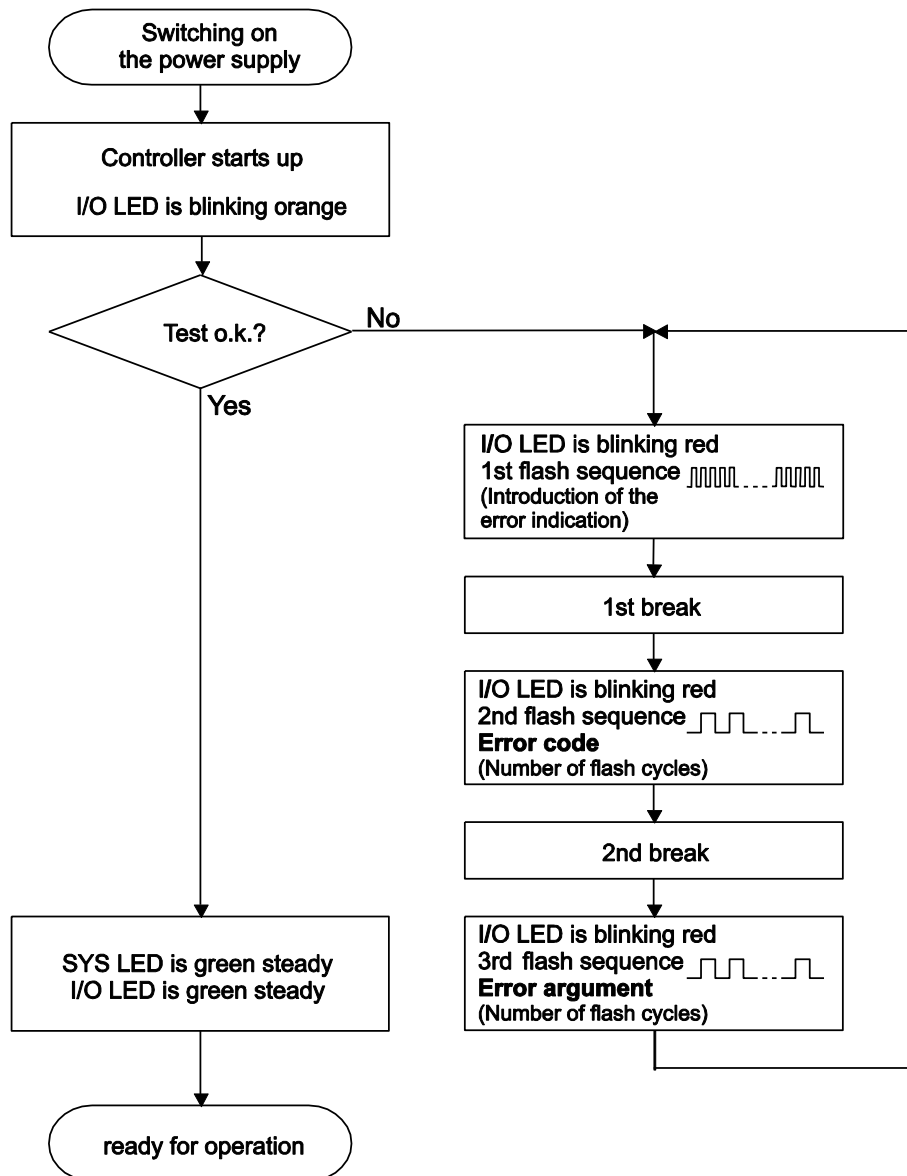 Switching on
the power supply
Controller starts up
I/O LED is blinking orange
Test o.k.?
No
Yes
I/O LED is blinking red
1st flash sequence
(Introduction of the
error indication)
1st break
I/O LED is blinking red
2nd flash sequence
Error code
(Number of flash cycles)
2nd break
I/O LED is blinking red
3rd flash sequence
Error argument
(Number of flash cycles)
SYS LED is green steady
I/O LED is green steady
ready for operation